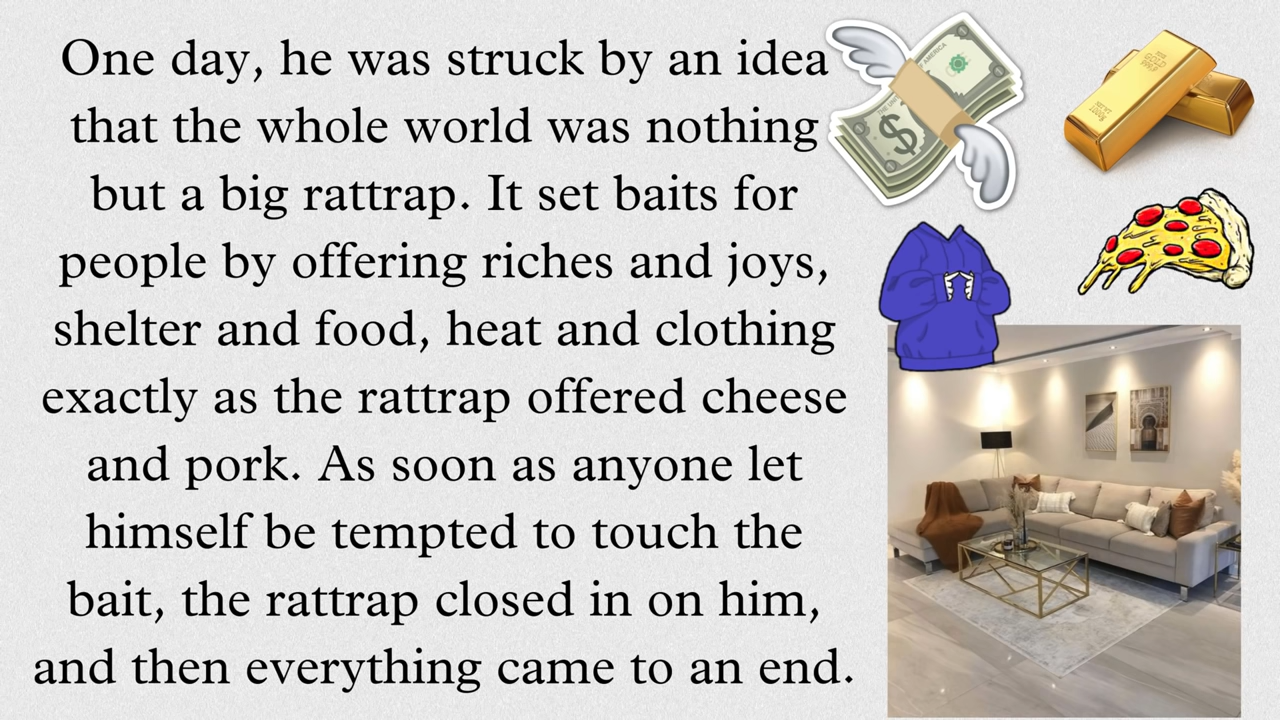 One day, he was struck by an idea
that the whole world was nothing
but a big rattrap. It set baits for
people by offering riches and joys,
shelter and food, heat and clothing
exactly as the rattrap offered cheese
and pork. As soon as anyone let
himself be tempted to touch the
bait, the rattrap closed in on him,
and then everything came to an end.
AMERICA
$
GOLD